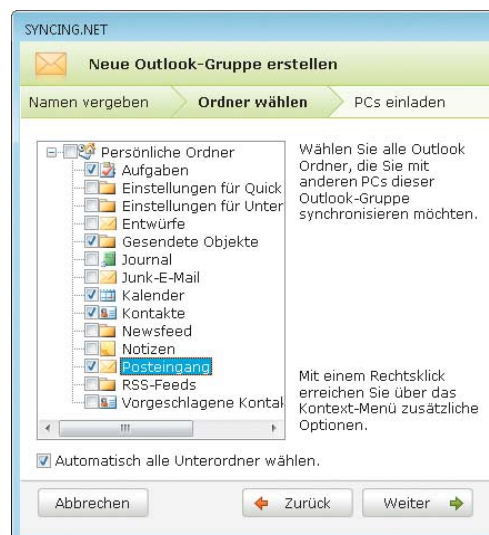 SYNCING.NET
Neue Outlook-Gruppe erstellen
Namen vergeben Ordner wählen PCs einladen
Persönliche Ordner
Aufgaben
Einstellungen für Quick
Einstellungen für Unter
Entwürfe
Gesendete Objekte
Journal
Junk-E-Mail
Kalender
Kontakte
Newsfeed
Notizen
Posteingang
RSS-Feeds
Vorgeschlagene Kontal
Wählen Sie alle Outlook
Ordner, die Sie mit
anderen PCs dieser
Outlook-Gruppe
synchronisieren möchten.
Mit einem Rechtsklick
erreichen Sie über das
Kontext-Menü zusätzliche
Optionen.
Automatisch alle Unterordner wählen.
Abbrechen Zurück Weiter